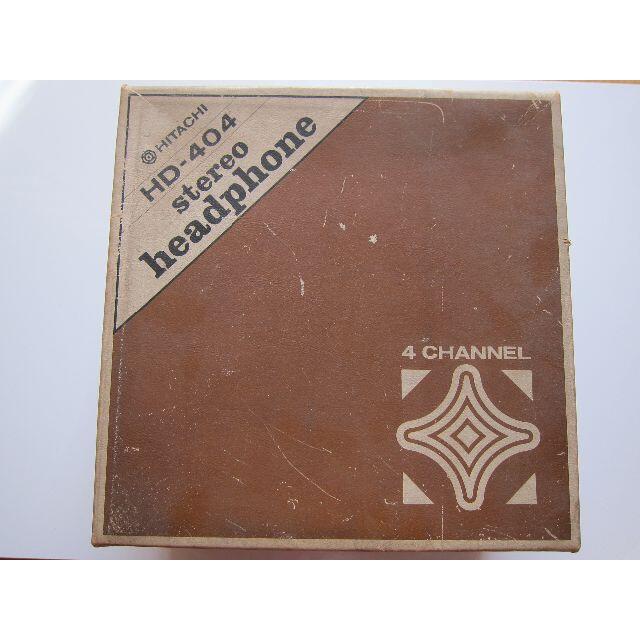 HITACHI
HD-404
stereo
headphone
4 CHANNEL